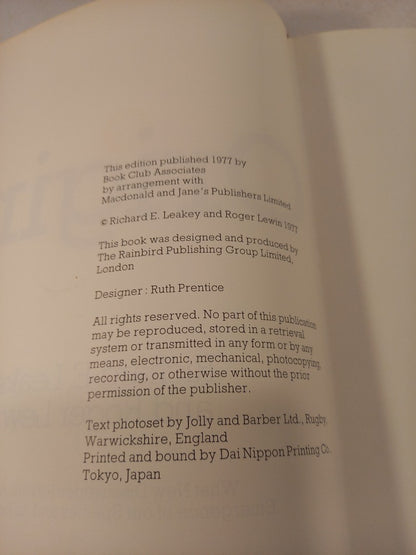 This edition published 1977 by
Book Club Associates
by arrangement with
Macdonald and Jane's Publishers Limited
© Richard E. Leakey and Roger Lewin 1977
This book was designed and produced by
The Rainbird Publishing Group Limited,
London
Designer : Ruth Prentice
All rights reserved. No part of this publication
may be reproduced, stored in a retrieval
system or transmitted in any form or by any
means, electronic, mechanical, photocopying,
recording, or otherwise without the prior
permission of the publisher.
Text photoset by Jolly and Barber Ltd., Rugby,
Warwickshire, England
Printed and bound by Dai Nippon Printing Co.,
Tokyo, Japan